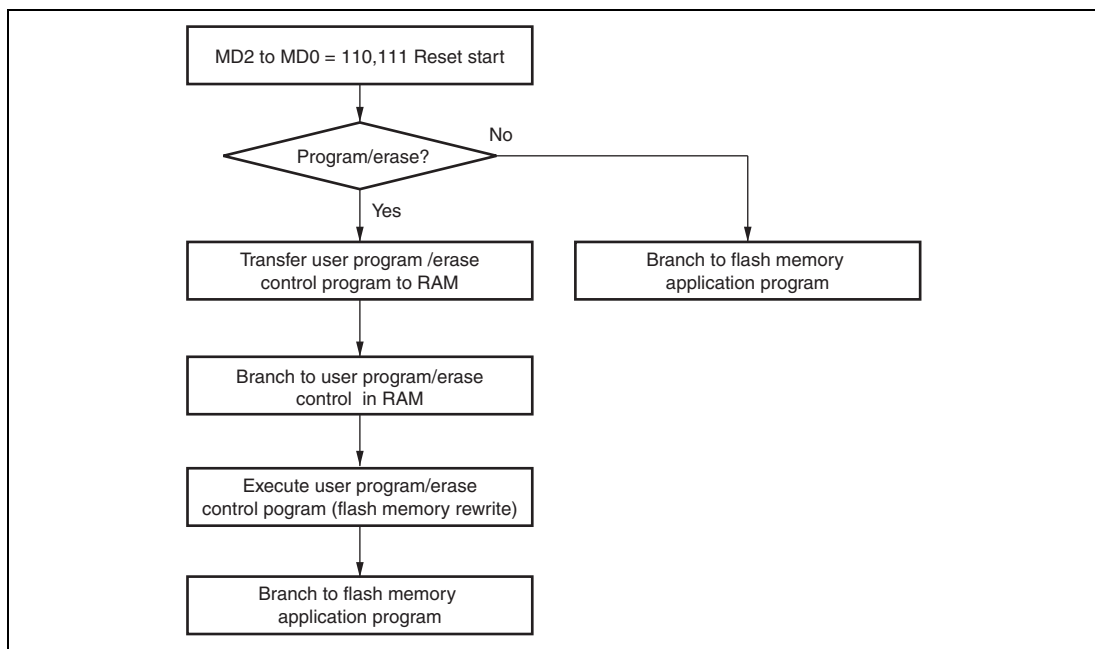 MD2 to MD0 = 110,111 Reset start
No
Program/erase?
Yes
Transfer user program /erase
control program to RAM
Branch to flash memory
application program
Branch to user program/erase
control in RAM
Execute user program/erase
control pogram (flash memory rewrite)
Branch to flash memory
application program